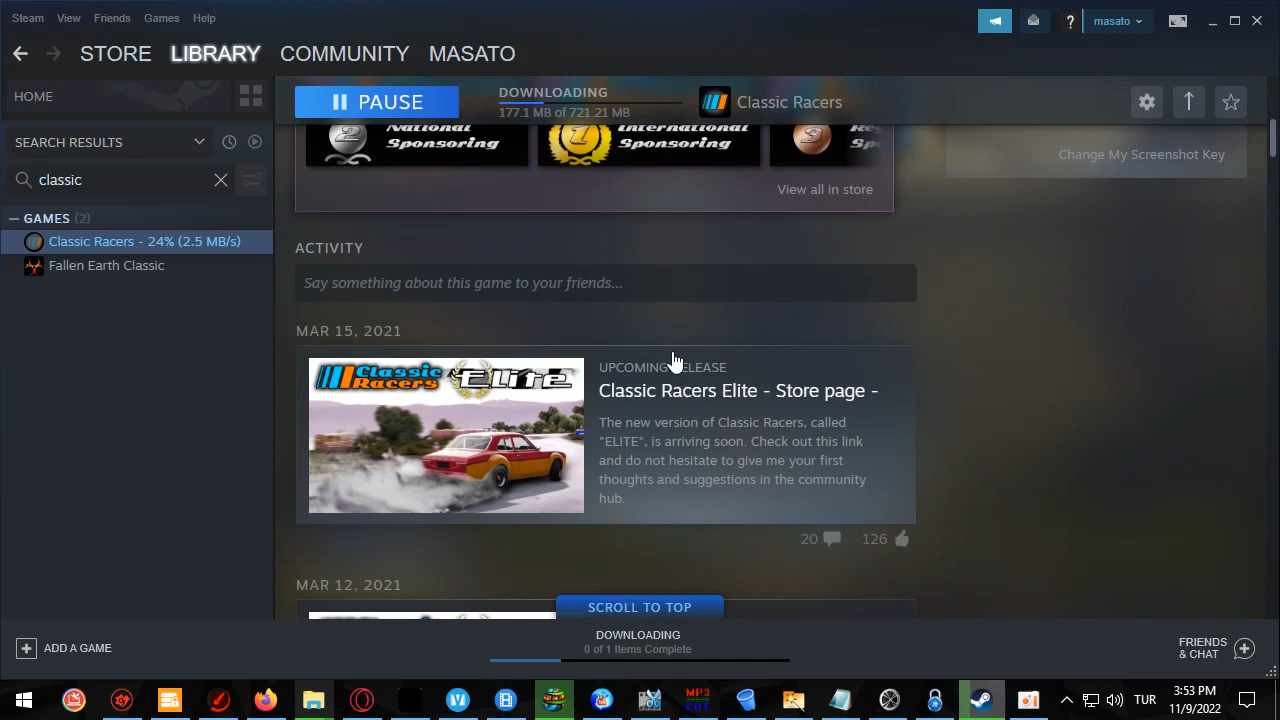 Steam View Friends Games Help
masato
STORE LIBRARY COMMUNITY MASATO
HOME
PAUSE
DOWNLOADING
177.1 MB of 721.21 MB
Classic Racers
SEARCH RESULTS
classic
GAMES (2)
Classic Racers - 24% (2.5 MB/s)
Fallen Earth Classic
2 National
Sponsoring
1 International
Sponsoring
3
Change My Screenshot Key
View all in store
ACTIVITY
Say something about this game to your friends...
MAR 15, 2021
Classic
Racers Elite
UPCOMING RELEASE
Classic Racers Elite - Store page -
The new version of Classic Racers, called
"ELITE", is arriving soon. Check out this link
and do not hesitate to give me your first
thoughts and suggestions in the community
hub.
20 126
MAR 12, 2021
SCROLL TO TOP
ADD A GAME
DOWNLOADING
0 of 1 Items Complete
FRIENDS
& CHAT
MP3
CUT
TUR
3:53 PM
11/9/2022